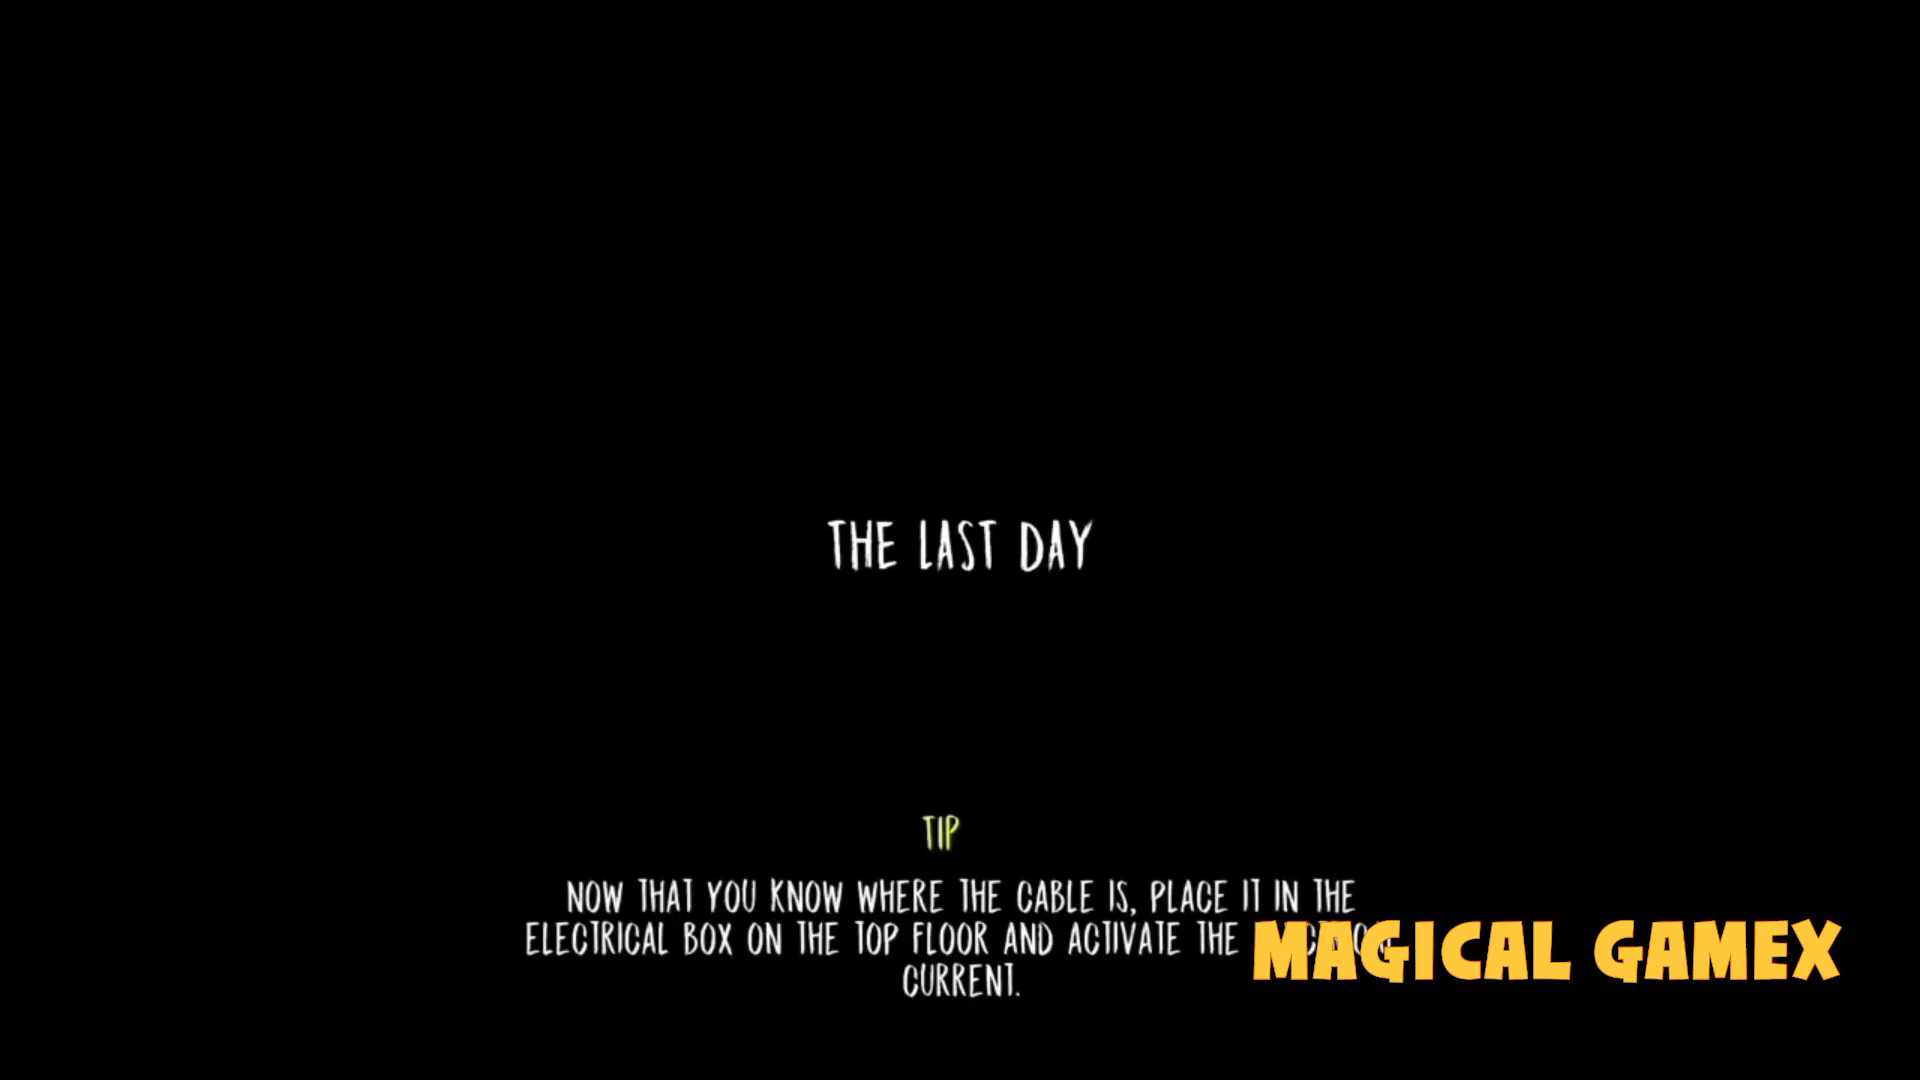 THE LAST DAY
TIP
NOW THAT YOU KNOW WHERE THE CABLE IS, PLACE IT IN THE
ELECTRICAL BOX ON THE TOP FLOOR AND ACTIVATE THE
CURRENT.
MAGICAL GAMEX